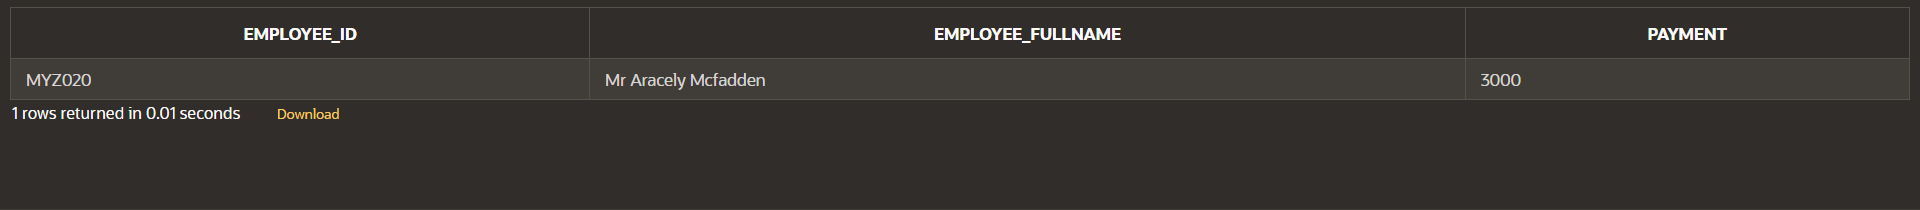 EMPLOYEE_ID EMPLOYEE_FULLNAME PAYMENT
MYZ020 Mr Aracely Mcfadden 3000
1 rows returned in 0.01 seconds Download